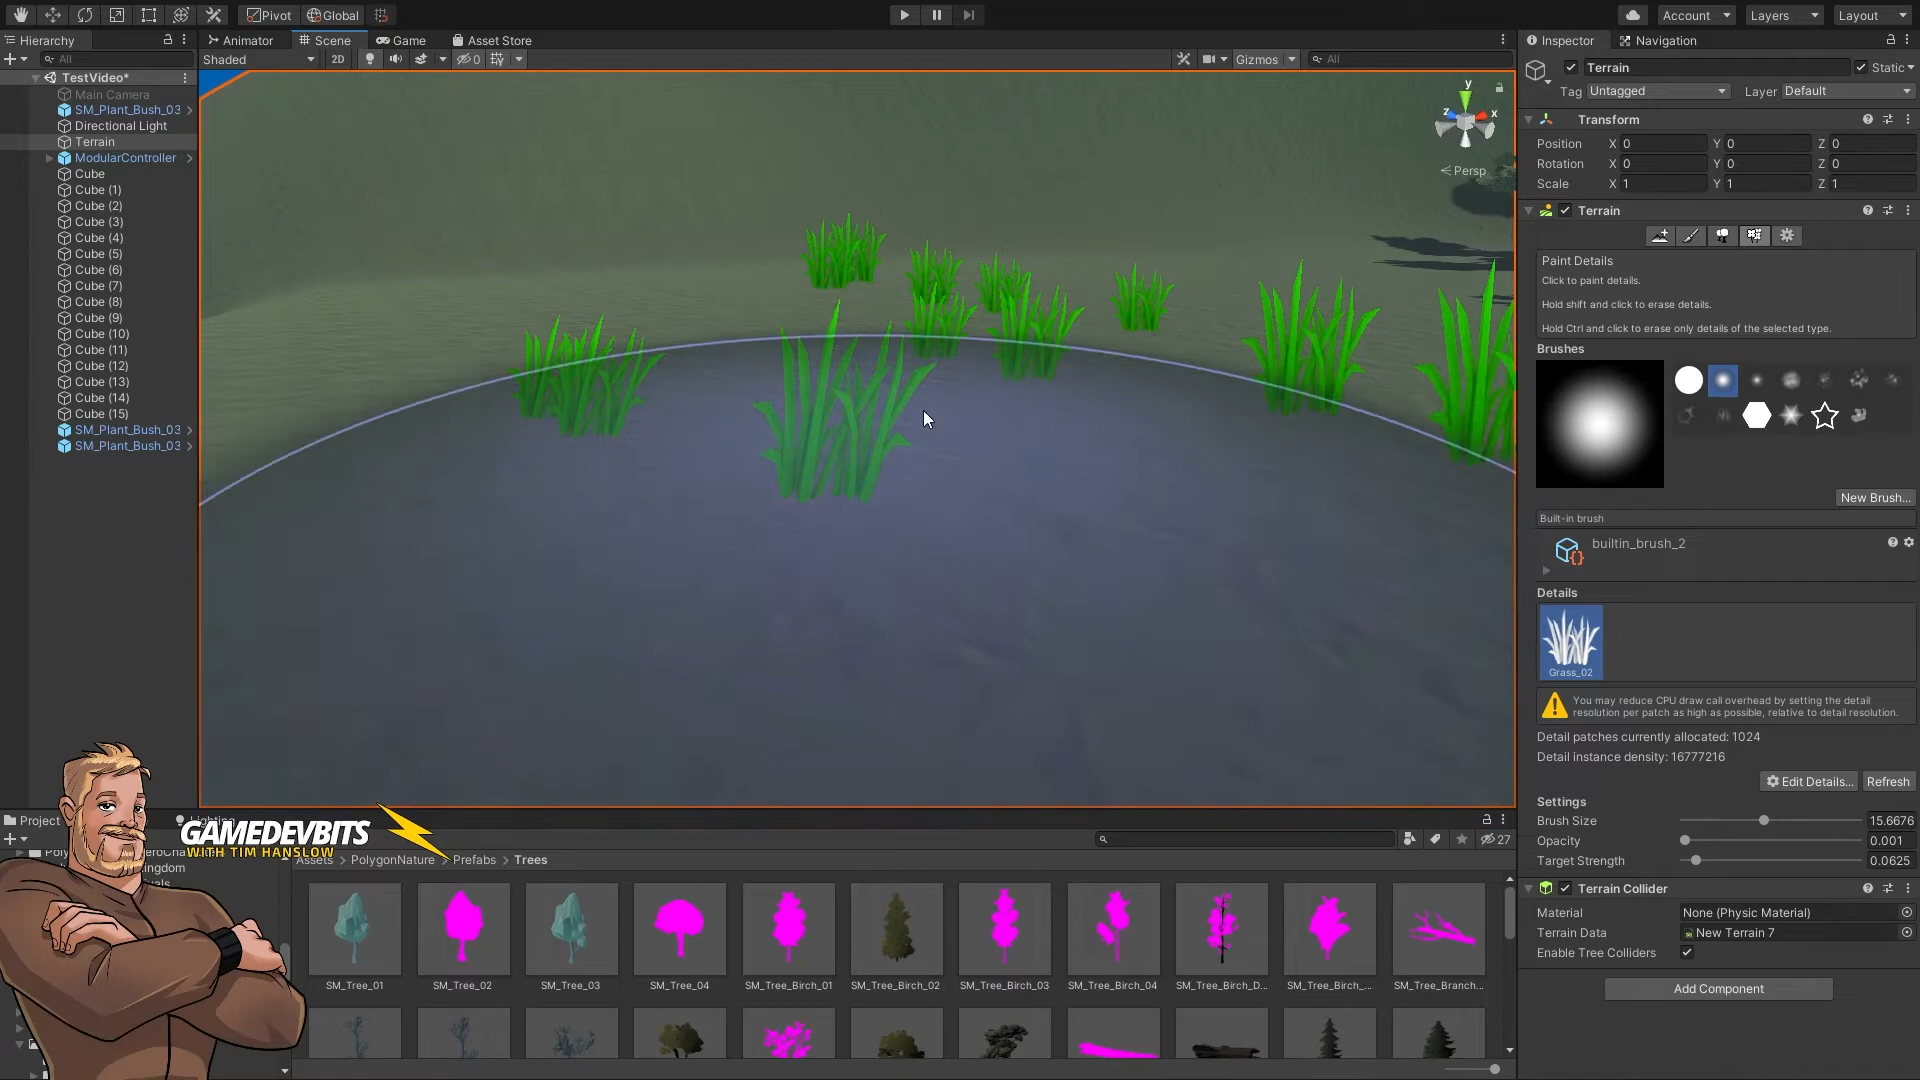 Pivot Global Account Layers Layout
Hierarchy Animator Scene Game Asset Store Inspector Navigation
All Shaded 2D 0 Gizmos All
TestVideo*
Main Camera
SM_Plant_Bush_03
Directional Light
Terrain
ModularController
Cube
Cube (1)
Cube (2)
Cube (3)
Cube (4)
Cube (5)
Cube (6)
Cube (7)
Cube (8)
Cube (9)
Cube (10)
Cube (11)
Cube (12)
Cube (13)
Cube (14)
Cube (15)
SM_Plant_Bush_03
SM_Plant_Bush_03
y
z x
Persp
Terrain Static
Tag Untagged Layer Default
Transform
Position X 0 Y 0 Z 0
Rotation X 0 Y 0 Z 0
Scale X 1 Y 1 Z 1
Terrain
Paint Details
Click to paint details.
Hold shift and click to erase details.
Hold Ctrl and click to erase only details of the selected type.
Brushes
New Brush...
Built-in brush
builtin_brush_2
Details
Grass_02
You may reduce CPU draw call overhead by setting the detail
resolution per patch as high as possible, relative to detail resolution.
Detail patches currently allocated: 1024
Detail instance density: 16777216
Edit Details... Refresh
Settings
Brush Size 15.6676
Opacity 0.001
Target Strength 0.0625
Terrain Collider
Material None (Physic Material)
Terrain Data New Terrain 7
Enable Tree Colliders
Add Component
Project
GAMEDEVBITS
WITH TIM HANSLOW
27
Assets > PolygonNature > Prefabs > Trees
SM_Tree_01 SM_Tree_02 SM_Tree_03 SM_Tree_04 SM_Tree_Birch_01 SM_Tree_Birch_02 SM_Tree_Birch_03 SM_Tree_Birch_04 SM_Tree_Birch_D... SM_Tree_Birch_... SM_Tree_Branch...